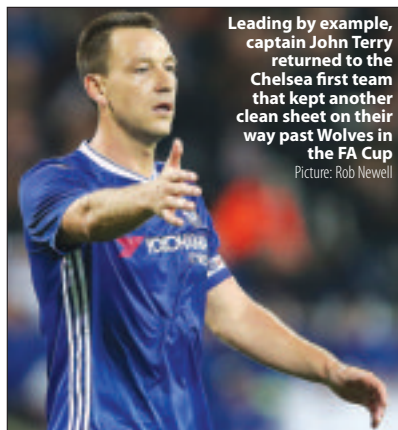 Leading by example,
captain John Terry
returned to the
Chelsea first team
that kept another
clean sheet on their
way past Wolves in
the FA Cup
Picture: Rob Newell
YOKOHAMA